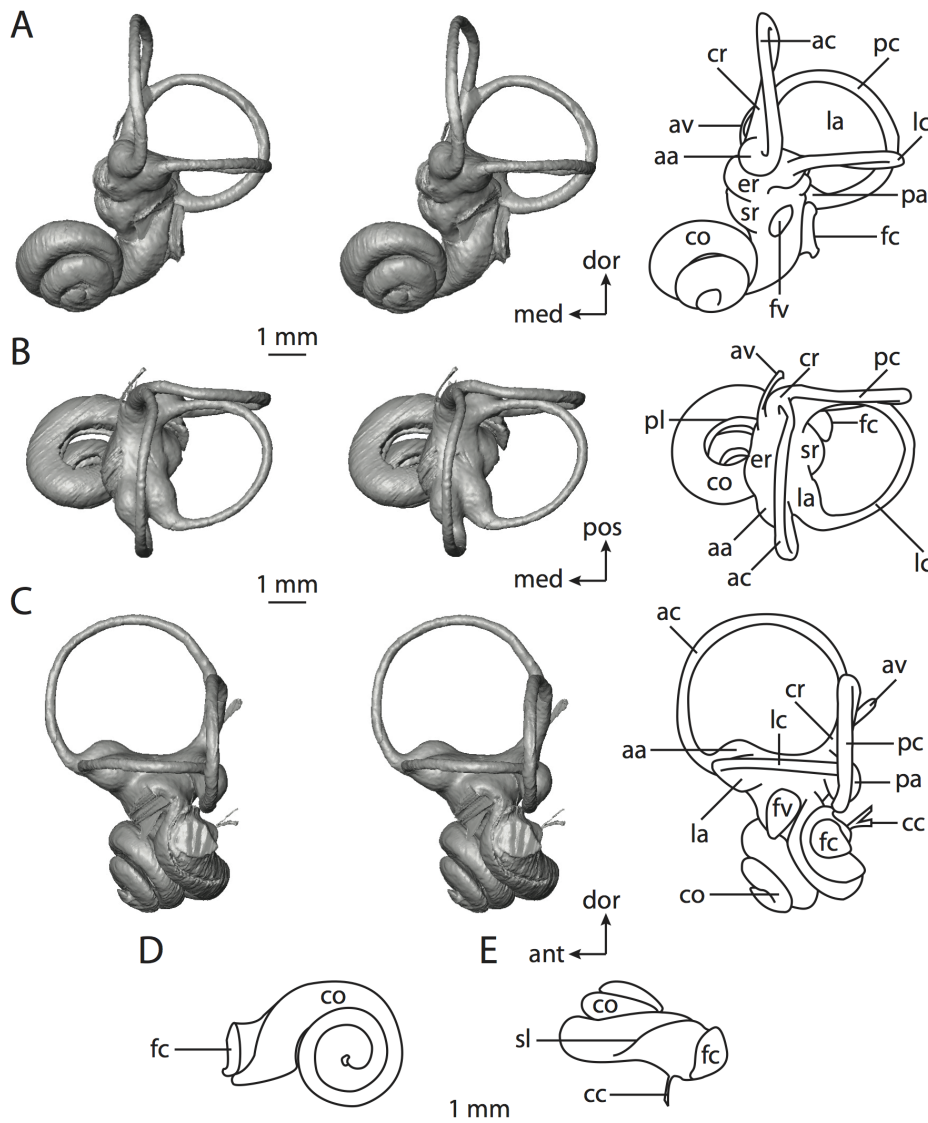 A
ac
pc
cr
la
lc
av
aa
er
pa
sr
co
fc
fv
dor
med
1 mm
B
av
cr
pc
pl
fc
er
sr
co
la
aa
ac
lc
pos
med
1 mm
C
ac
av
cr
lc
aa
pc
pa
la
fv
cc
fc
co
dor
ant
D
E
co
fc
co
sl
fc
cc
1 mm